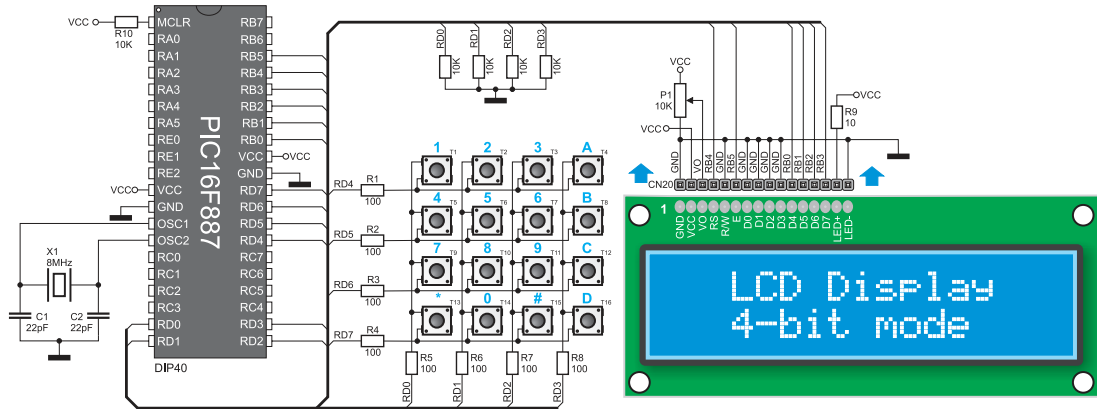 VCC
R10
10K
PIC16F887
MCLR
RA0
RA1
RA2
RA3
RA4
RA5
RE0
RE1
RE2
VCC
GND
OSC1
OSC2
RC0
RC1
RC2
RC3
RD0
RD1
RB7
RB6
RB5
RB4
RB3
RB2
RB1
RB0
VCC
GND
RD7
RD6
RD5
RD4
RC7
RC6
RC5
RC4
RD3
RD2
DIP40
VCC
VCC
X1
8MHz
C1
22pF
C2
22pF
RD0 10K
RD1 10K
RD2 10K
RD3 10K
1 T1 2 T2 3 T3 A T4
RD4 R1
100
4 T5 5 T6 6 T7 B T8
RD5 R2
100
7 T9 8 T10 9 T11 C T12
RD6 R3
100
* T13 0 T14 # T15 D T16
RD7 R4
100
R5 R6 R7 R8
100 100 100 100
RD0 RD1 RD2 RD3
VCC
P1
10K
VCC
VCC
R9
10
GND VO RB4 GND RB5 GND GND GND GND RB0 RB1 RB2 RB3
CN20
1
GND VCC VO RS R/W E D0 D1 D2 D3 D4 D5 D6 D7 LED+ LED-
LCD Display
4-bit mode